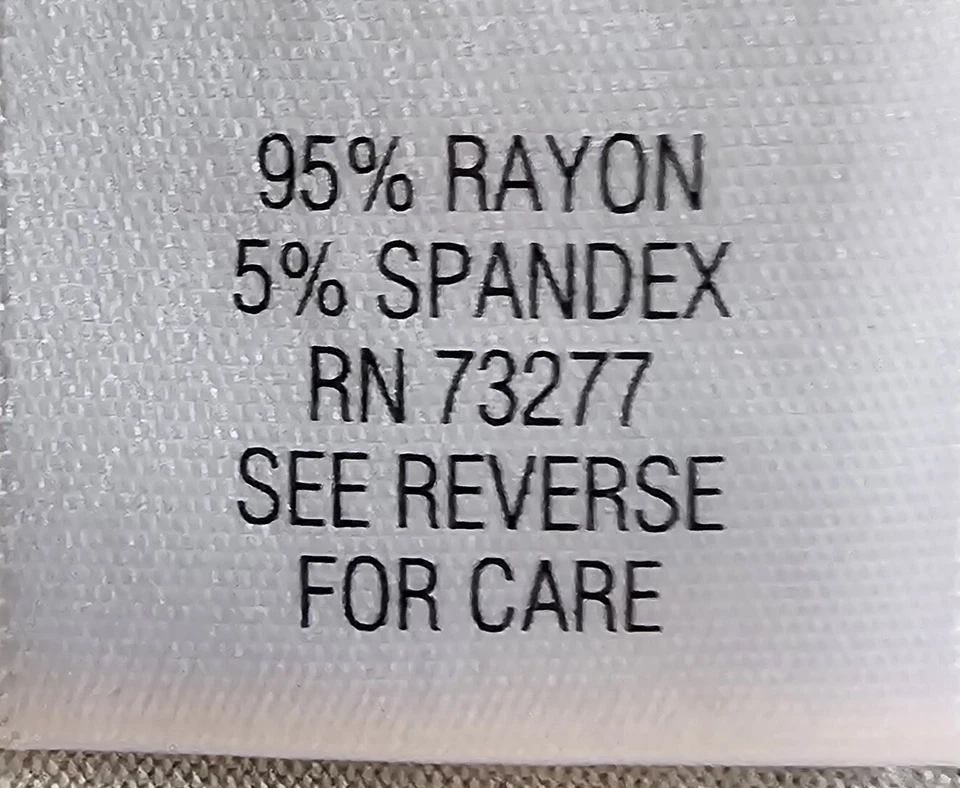 95% RAYON
5% SPANDEX
RN 73277
SEE REVERSE
FOR CARE